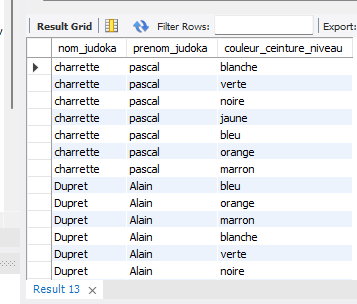 Result Grid Filter Rows: Export:
nom_judoka prenom_judoka couleur_ceinture_niveau
charrette pascal blanche
charrette pascal verte
charrette pascal noire
charrette pascal jaune
charrette pascal bleu
charrette pascal orange
charrette pascal marron
Dupret Alain bleu
Dupret Alain orange
Dupret Alain marron
Dupret Alain blanche
Dupret Alain verte
Dupret Alain noire
Result 13 ×